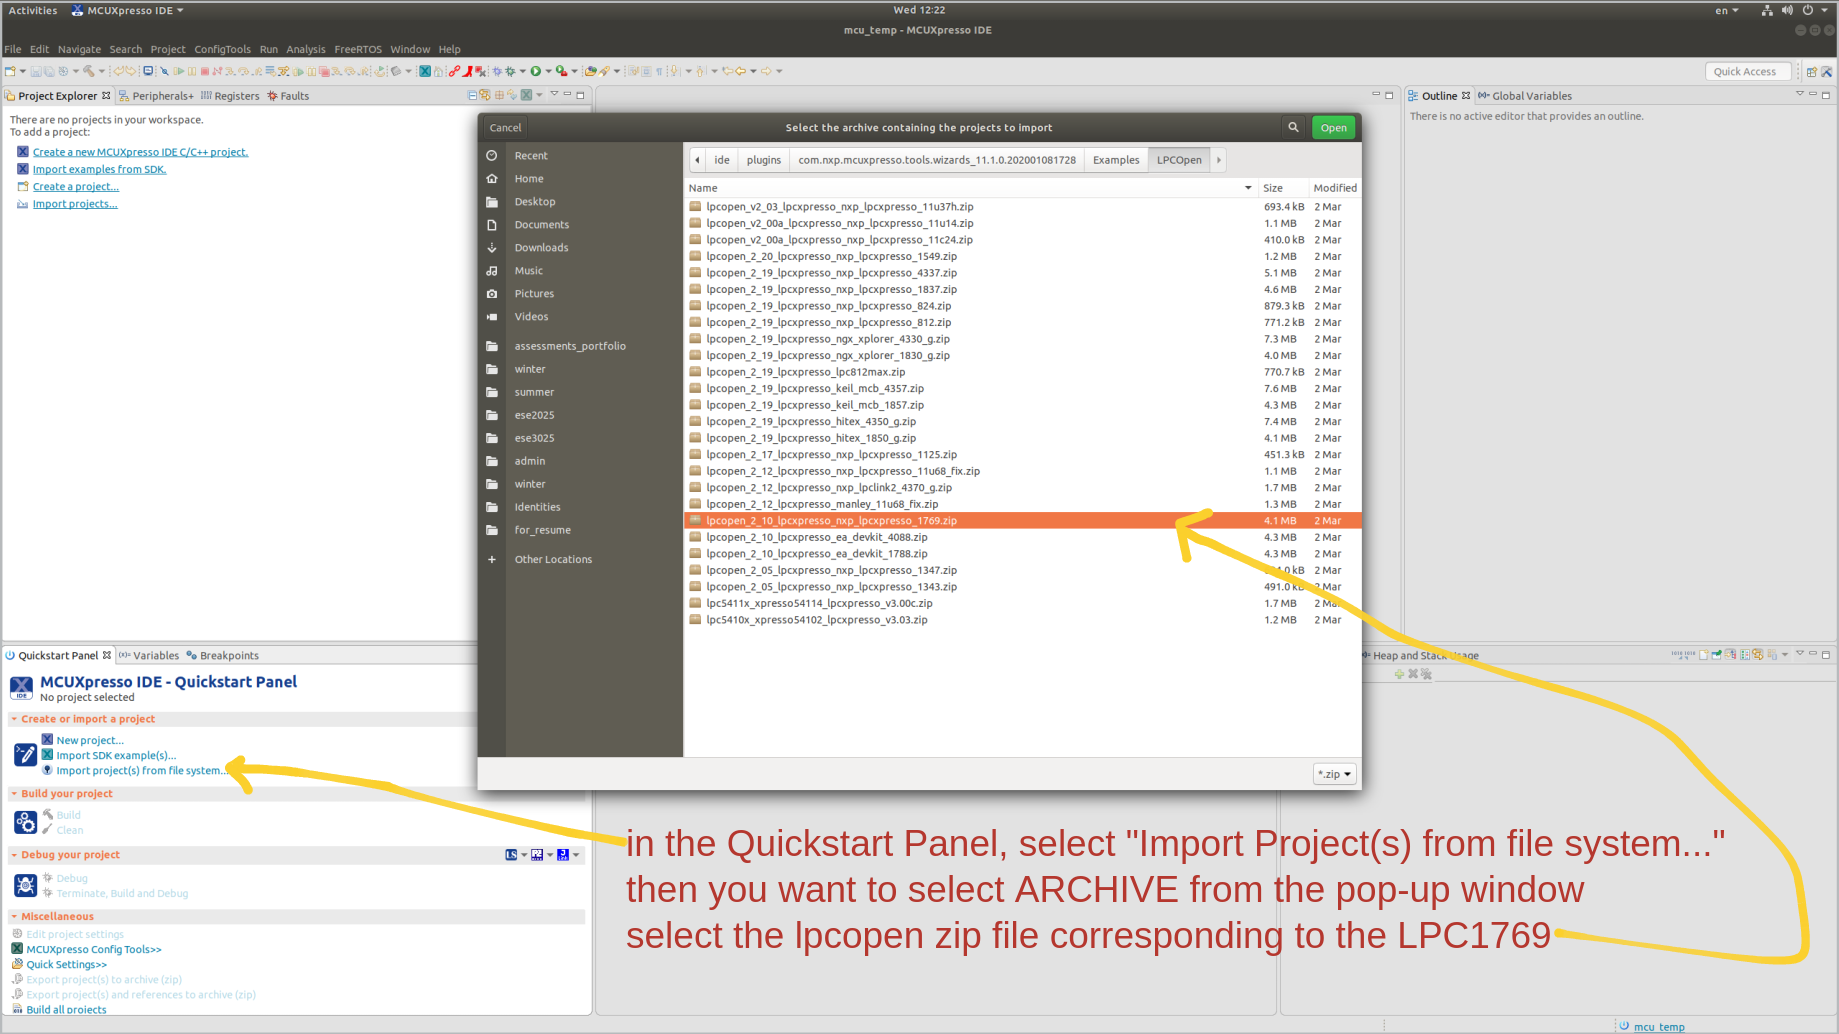 Activities
MCUXpresso IDE
Wed 12:22
en
mcu_temp - MCUXpresso IDE
File Edit Navigate Search Project ConfigTools Run Analysis FreeRTOS Window Help
Quick Access
Project Explorer Peripherals+ Registers Faults
Outline Global Variables
There are no projects in your workspace.
To add a project:
Create a new MCUXpresso IDE C/C++ project.
Import examples from SDK.
Create a project...
Import projects...
There is no active editor that provides an outline.
Cancel
Select the archive containing the projects to import
Open
Recent
Home
Desktop
Documents
Downloads
Music
Pictures
Videos
assessments_portfolio
winter
summer
ese2025
ese3025
admin
winter
Identities
for_resume
Other Locations
ide plugins com.nxp.mcuxpresso.tools.wizards_11.1.0.202001081728 Examples LPCOpen
Name Size Modified
lpcopen_v2_03_lpcxpresso_nxp_lpcxpresso_11u37h.zip 693.4 kB 2 Mar
lpcopen_v2_00a_lpcxpresso_nxp_lpcxpresso_11u14.zip 1.1 MB 2 Mar
lpcopen_v2_00a_lpcxpresso_nxp_lpcxpresso_11c24.zip 410.0 kB 2 Mar
lpcopen_2_20_lpcxpresso_nxp_lpcxpresso_1549.zip 1.2 MB 2 Mar
lpcopen_2_19_lpcxpresso_nxp_lpcxpresso_4337.zip 5.1 MB 2 Mar
lpcopen_2_19_lpcxpresso_nxp_lpcxpresso_1837.zip 4.6 MB 2 Mar
lpcopen_2_19_lpcxpresso_nxp_lpcxpresso_824.zip 879.3 kB 2 Mar
lpcopen_2_19_lpcxpresso_nxp_lpcxpresso_812.zip 771.2 kB 2 Mar
lpcopen_2_19_lpcxpresso_ngx_xplorer_4330_g.zip 7.3 MB 2 Mar
lpcopen_2_19_lpcxpresso_ngx_xplorer_1830_g.zip 4.0 MB 2 Mar
lpcopen_2_19_lpcxpresso_lpc812max.zip 770.7 kB 2 Mar
lpcopen_2_19_lpcxpresso_keil_mcb_4357.zip 7.6 MB 2 Mar
lpcopen_2_19_lpcxpresso_keil_mcb_1857.zip 4.3 MB 2 Mar
lpcopen_2_19_lpcxpresso_hitex_4350_g.zip 7.4 MB 2 Mar
lpcopen_2_19_lpcxpresso_hitex_1850_g.zip 4.1 MB 2 Mar
lpcopen_2_17_lpcxpresso_nxp_lpcxpresso_1125.zip 451.3 kB 2 Mar
lpcopen_2_12_lpcxpresso_nxp_lpcxpresso_11u68_fix.zip 1.1 MB 2 Mar
lpcopen_2_12_lpcxpresso_nxp_lpclink2_4370_g.zip 1.7 MB 2 Mar
lpcopen_2_12_lpcxpresso_manley_11u68_fix.zip 1.3 MB 2 Mar
lpcopen_2_10_lpcxpresso_nxp_lpcxpresso_1769.zip 4.1 MB 2 Mar
lpcopen_2_10_lpcxpresso_ea_devkit_4088.zip 4.3 MB 2 Mar
lpcopen_2_10_lpcxpresso_ea_devkit_1788.zip 4.3 MB 2 Mar
lpcopen_2_05_lpcxpresso_nxp_lpcxpresso_1347.zip kB 2 Mar
lpcopen_2_05_lpcxpresso_nxp_lpcxpresso_1343.zip 491.0 kB 2 Mar
lpc5411x_xpresso54114_lpcxpresso_v3.00c.zip 1.7 MB 2 Mar
lpc5410x_xpresso54102_lpcxpresso_v3.03.zip 1.2 MB 2 Mar
*.zip
Quickstart Panel Variables Breakpoints
Heap and Stack Usage
MCUXpresso IDE - Quickstart Panel
No project selected
Create or import a project
New project...
Import SDK example(s)...
Import project(s) from file system...
Build your project
Build
Clean
Debug your project
Debug
Terminate, Build and Debug
Miscellaneous
Edit project settings
MCUXpresso Config Tools>>
Quick Settings>>
Export project(s) to archive (zip)
Export project(s) and references to archive (zip)
Build all projects
in the Quickstart Panel, select "Import Project(s) from file system..."
then you want to select ARCHIVE from the pop-up window
select the lpcopen zip file corresponding to the LPC1769
mcu_temp